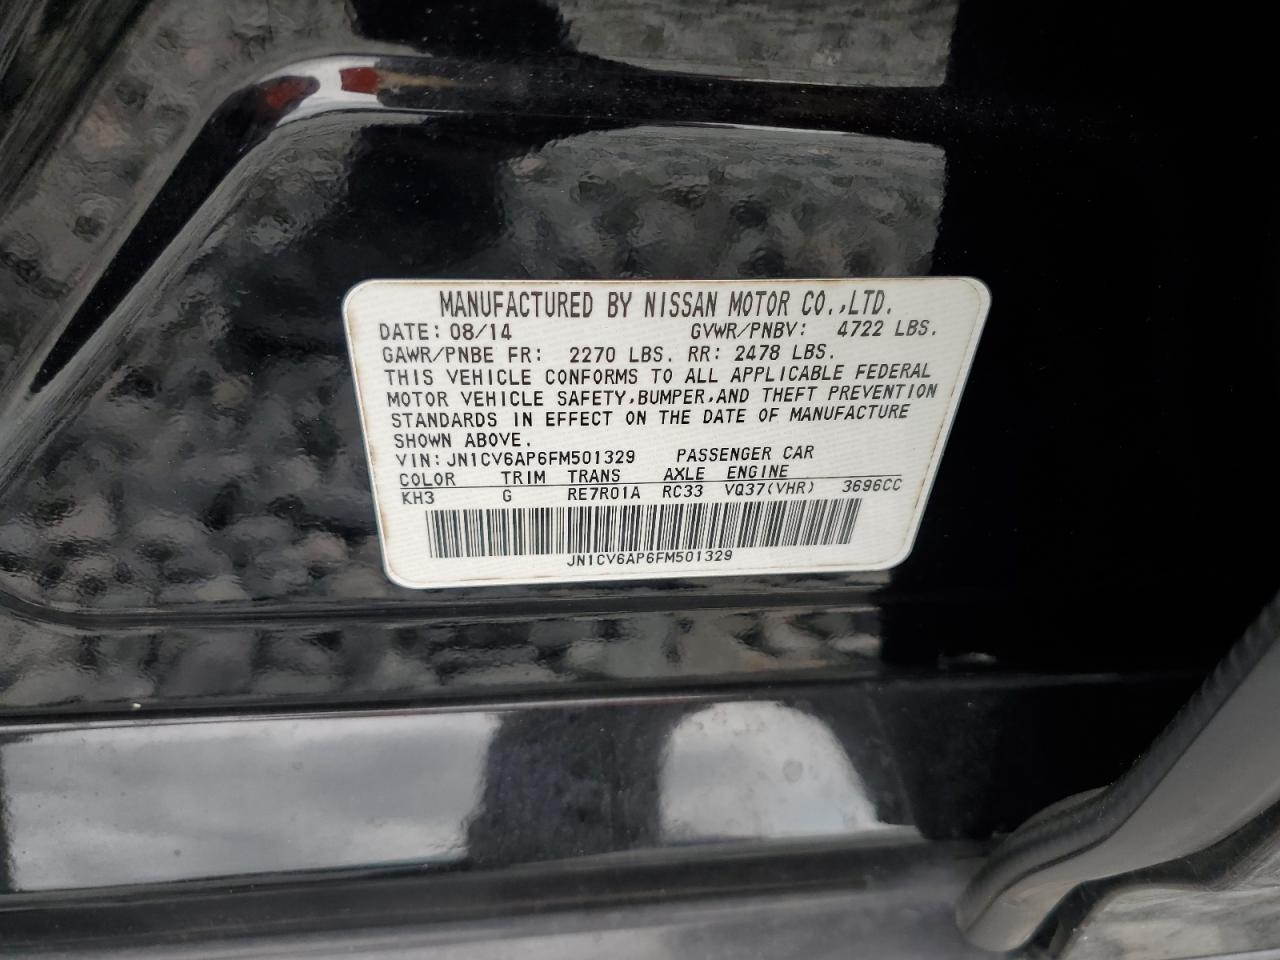 MANUFACTURED BY NISSAN MOTOR CO.,LTD.
DATE: 08/14 GVWR/PNBV: 4722 LBS.
GAWR/PNBE FR: 2270 LBS. RR: 2478 LBS.
THIS VEHICLE CONFORMS TO ALL APPLICABLE FEDERAL
MOTOR VEHICLE SAFETY,BUMPER,AND THEFT PREVENTION
STANDARDS IN EFFECT ON THE DATE OF MANUFACTURE
SHOWN ABOVE.
VIN: JN1CV6AP6FM501329 PASSENGER CAR
COLOR TRIM TRANS AXLE ENGINE
KH3 G RE7R01A RC33 VQ37(VHR) 3696CC
JN1CV6AP6FM501329